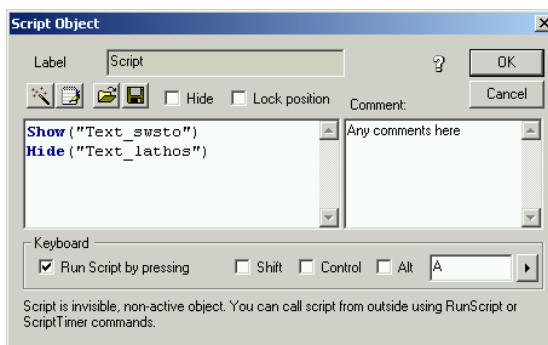 Script Object
Label Script ? OK
Hide Lock position Comment: Cancel
Show("Text_swsto") Any comments here
Hide("Text_lathos")
Keyboard
Run Script by pressing Shift Control Alt A
Script is invisible, non-active object. You can call script from outside using RunScript or
ScriptTimer commands.